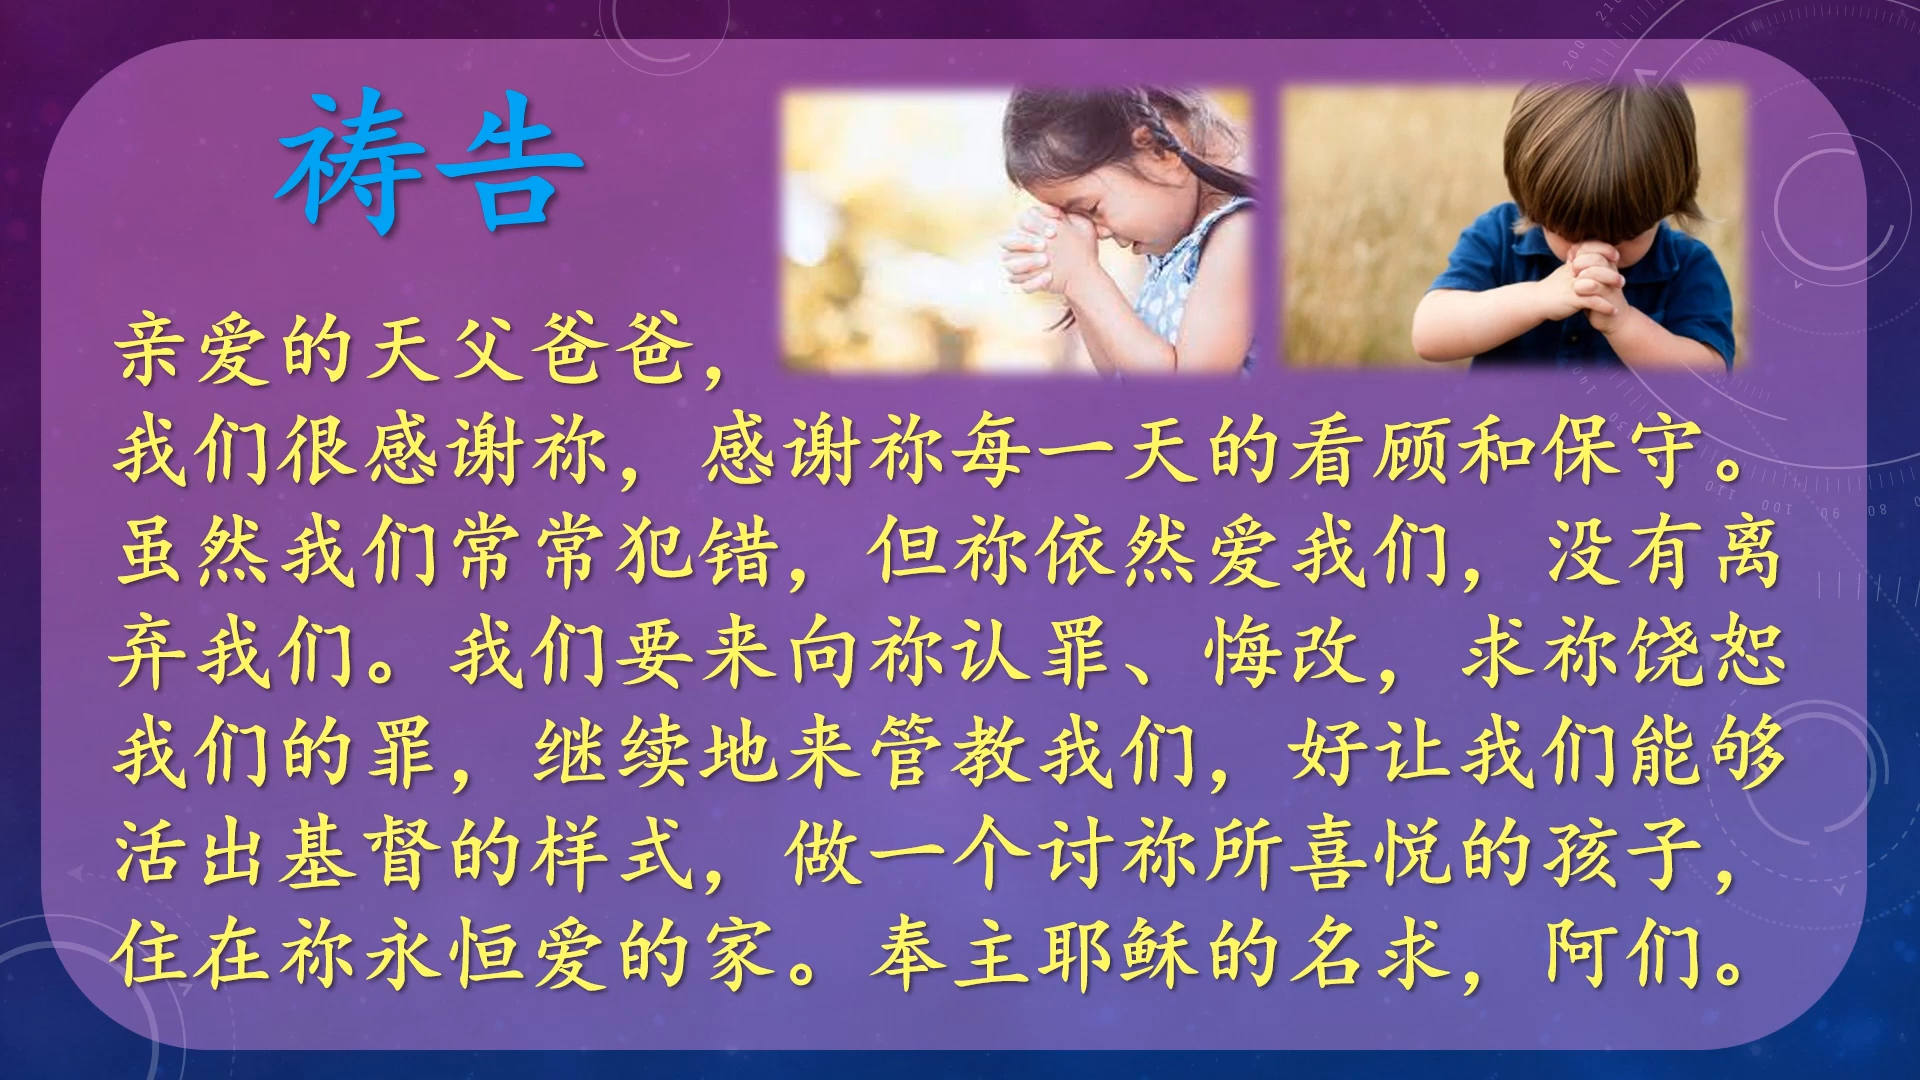 祷告
亲爱的天父爸爸，
我们很感谢祢，感谢祢每一天的看顾和保守。
虽然我们常常犯错，但祢依然爱我们，没有离
弃我们。我们要来向祢认罪、悔改，求祢饶恕
我们的罪，继续地来管教我们，好让我们能够
活出基督的样式，做一个讨祢所喜悦的孩子，
住在祢永恒爱的家。奉主耶稣的名求，阿们。